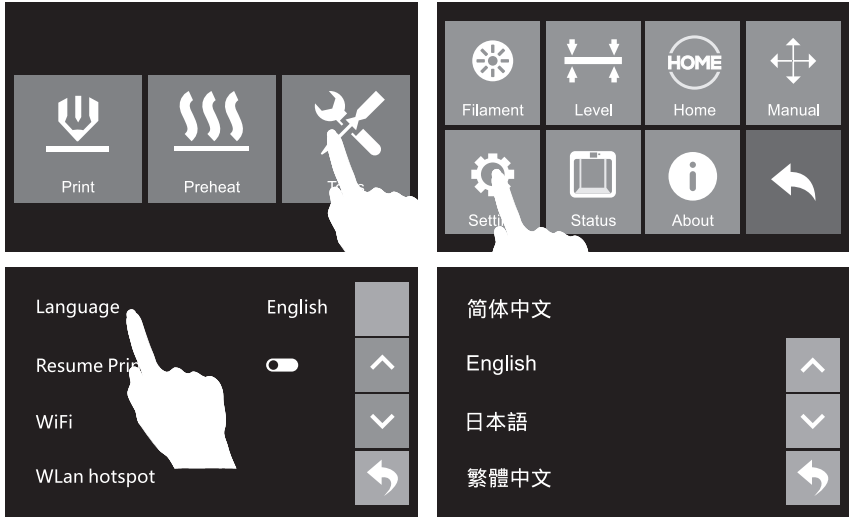 Print
Preheat
Filament
Level
HOME
Home
Manual
Status
About
Language
English
Resume
WiFi
WLan hotspot
简体中文
English
日本語
繁體中文